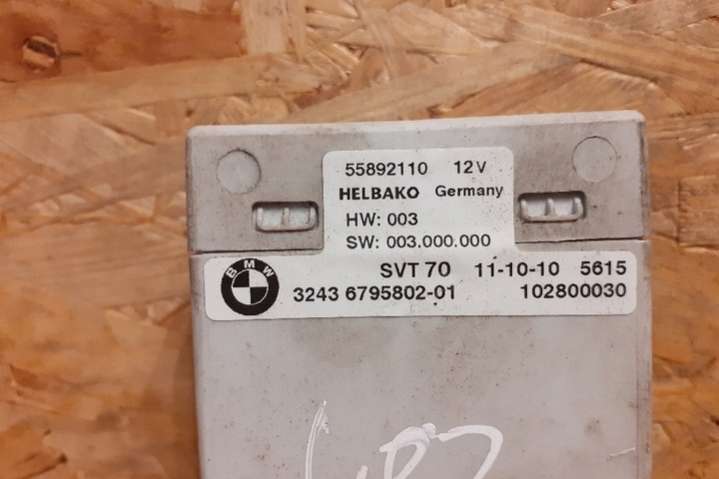 55892110 12V
HELBAKO Germany
HW: 003
SW: 003.000.000
BMW
SVT 70 11-10-10 5615
3243 6795802-01 102800030